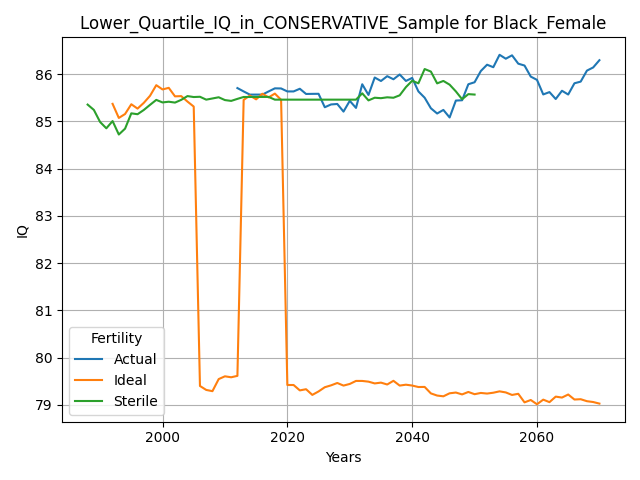 Lower_Quartile_IQ_in_CONSERVATIVE_Sample for Black_Female
86
85
84
83
82
81
80
79
IQ
Fertility
Actual
Ideal
Sterile
2000
2020
2040
2060
Years